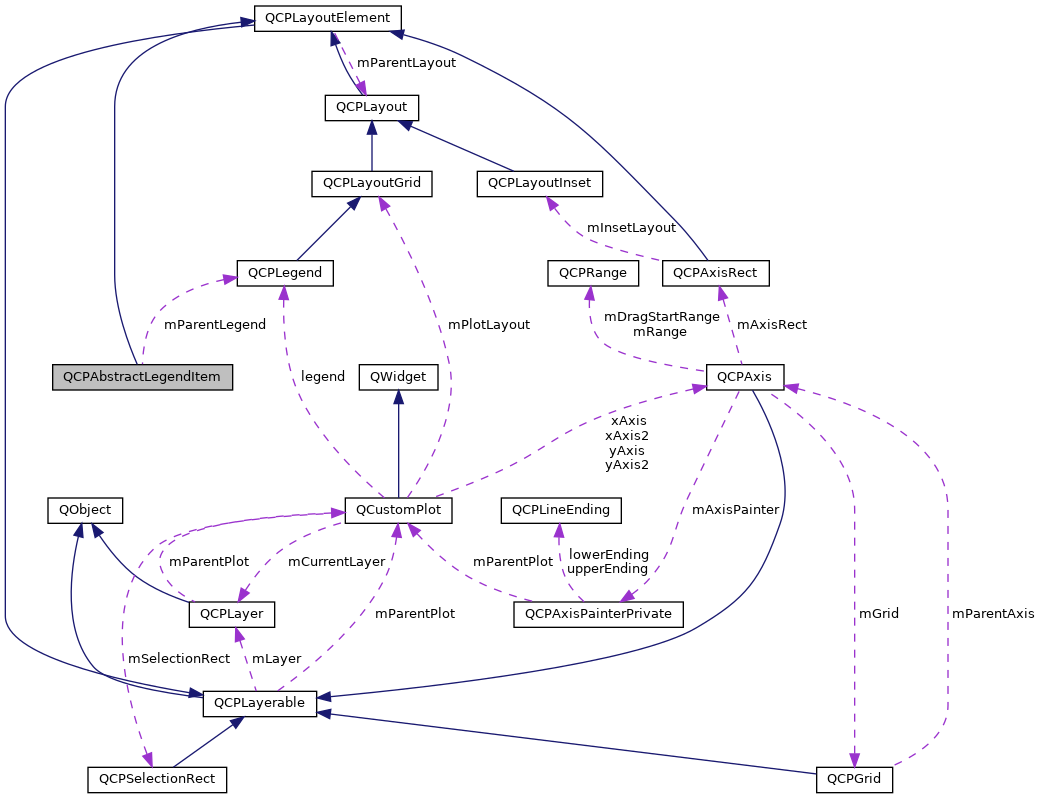 QCPLayoutElement
mParentLayout
QCPLayout
QCPLayoutGrid
QCPLayoutInset
mInsetLayout
QCPLegend
QCPRange
QCPAxisRect
mParentLegend
mPlotLayout
mDragStartRange
mRange
mAxisRect
QCPAbstractLegendItem
legend
QWidget
QCPAxis
xAxis
xAxis2
yAxis
yAxis2
QObject
QCustomPlot
QCPLineEnding
mAxisPainter
mParentPlot
mCurrentLayer
mParentPlot
lowerEnding
upperEnding
QCPLayer
mParentPlot
QCPAxisPainterPrivate
mGrid
mParentAxis
mSelectionRect
mLayer
QCPLayerable
QCPSelectionRect
QCPGrid